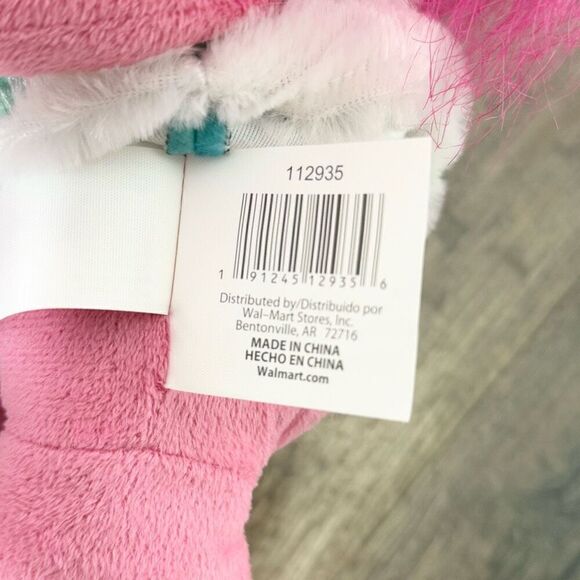 112935
1 91245 12935 6
Distributed by/Distribuido por
Wal-Mart Stores, Inc.
Bentonville, AR 72716
MADE IN CHINA
HECHO EN CHINA
Walmart.com